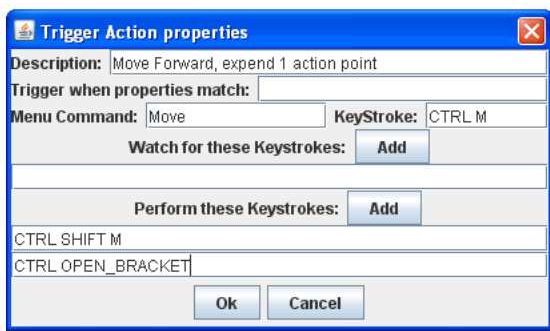 Trigger Action properties
Description: Move Forward, expend 1 action point
Trigger when properties match:
Menu Command: Move KeyStroke: CTRL M
Watch for these Keystrokes: Add
Perform these Keystrokes: Add
CTRL SHIFT M
CTRL OPEN_BRACKET
Ok Cancel